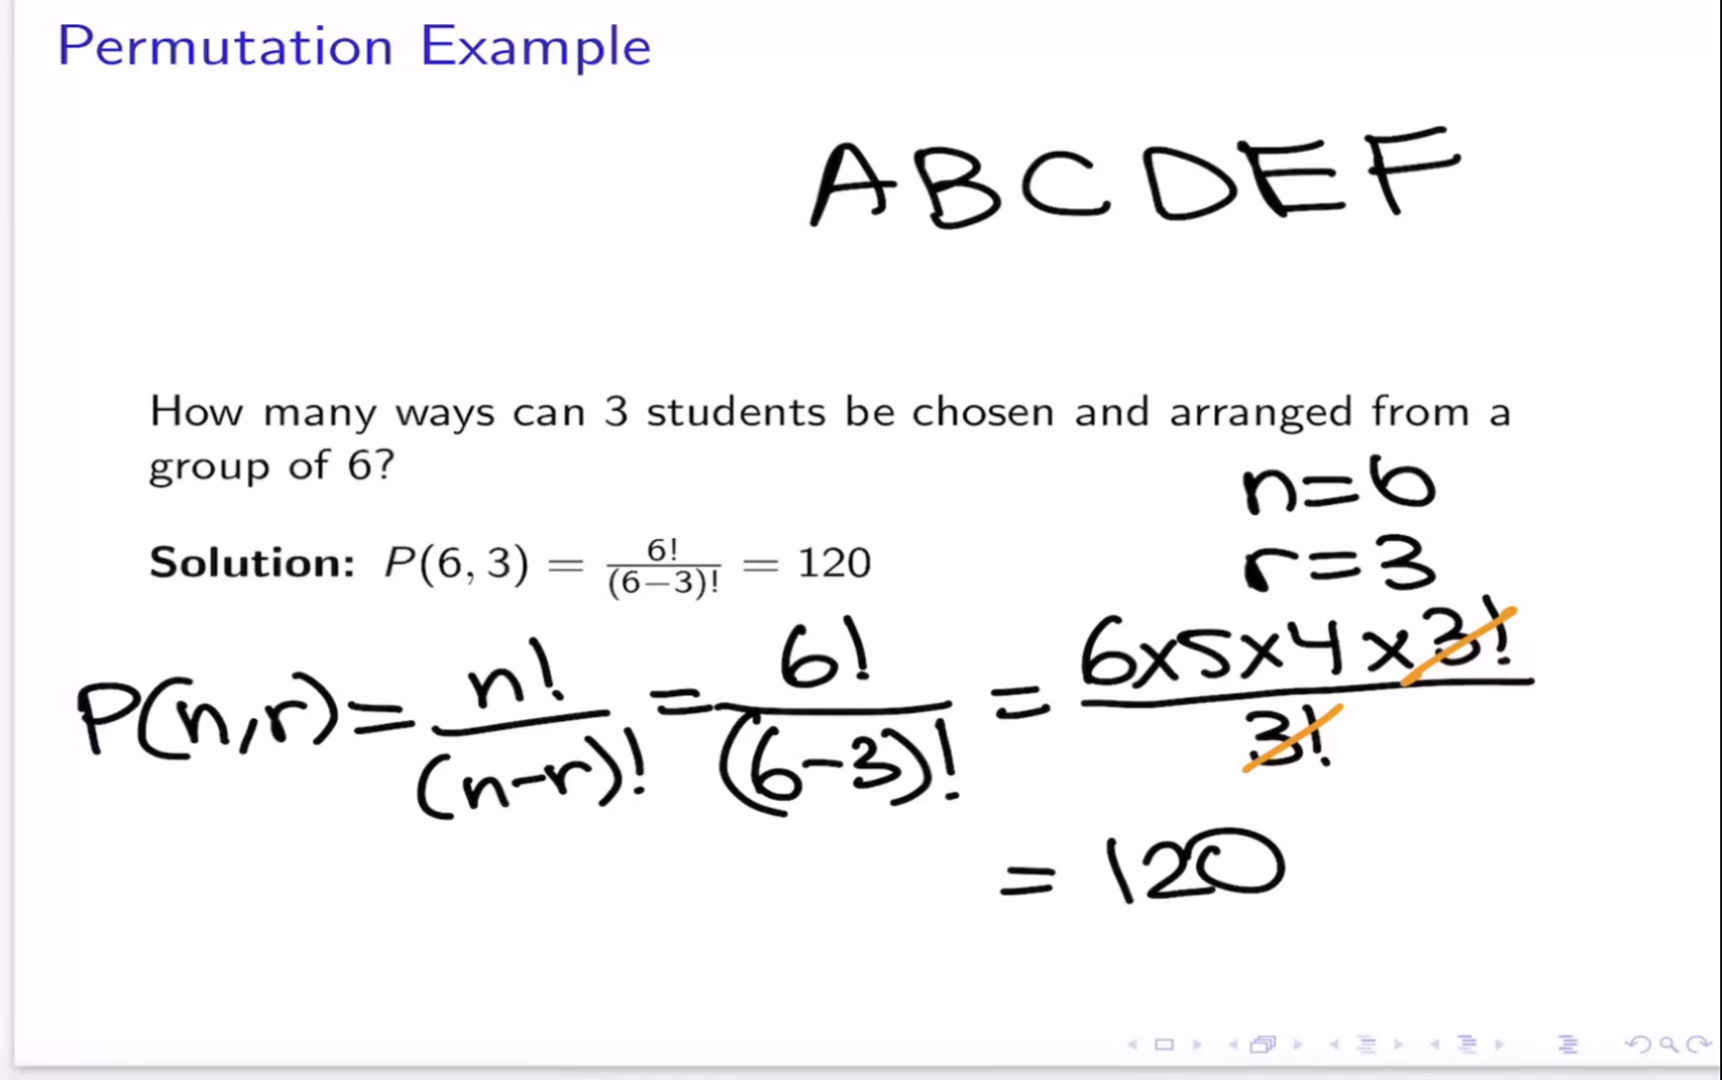 Permutation Example
A B C D E F
How many ways can 3 students be chosen and arranged from a
group of 6?
n=6
r=3
Solution: P(6, 3) = 6!/(6−3)! = 120
P(n,r) = n!/(n-r)! = 6!/(6-3)! = 6x5x4x3!/3!
= 120